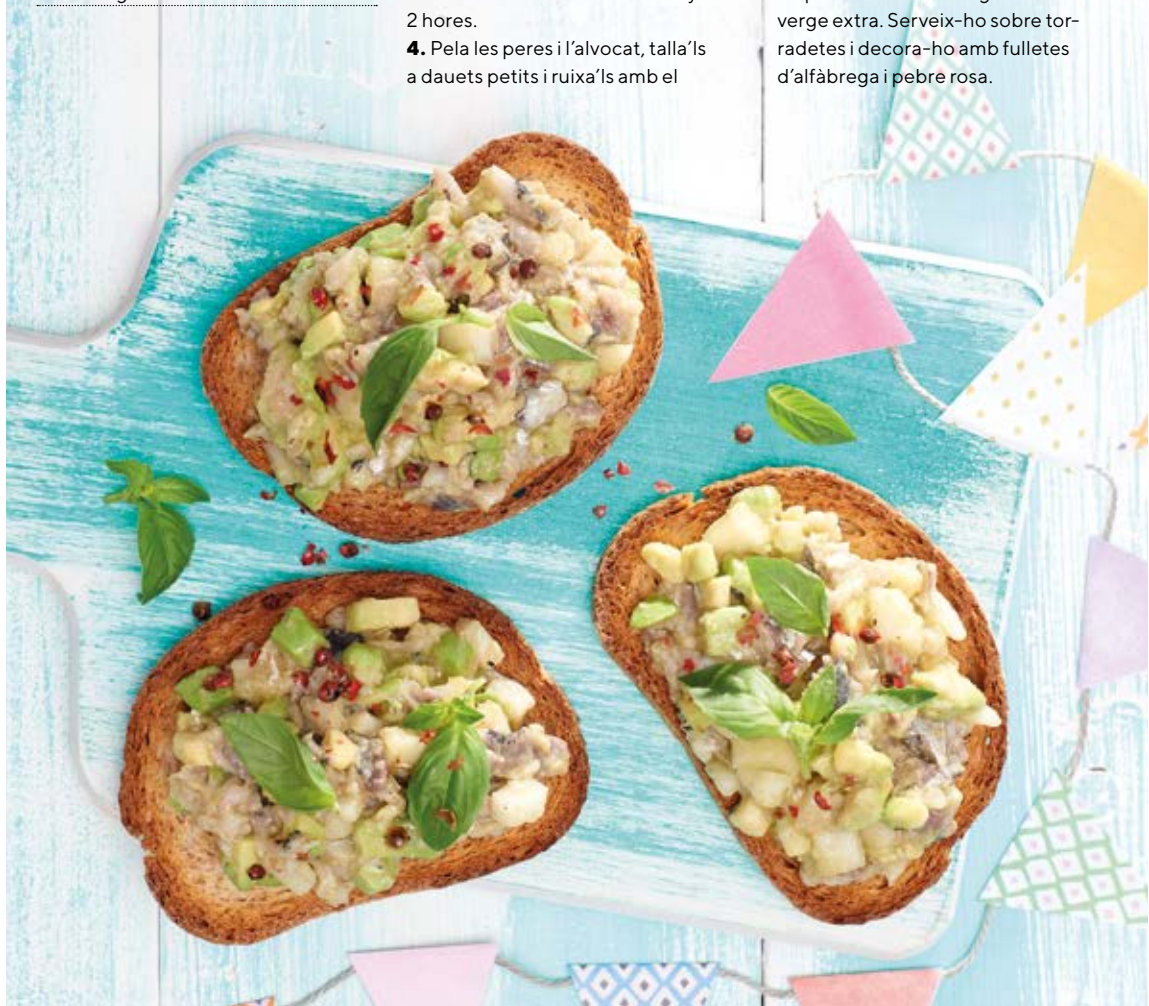 2 hores.
4. Pela les peres i l’alvocat, talla’ls
a dauets petits i ruixa’ls amb el
verge extra. Serveix-ho sobre tor-
radetes i decora-ho amb fulletes
d’alfàbrega i pebre rosa.